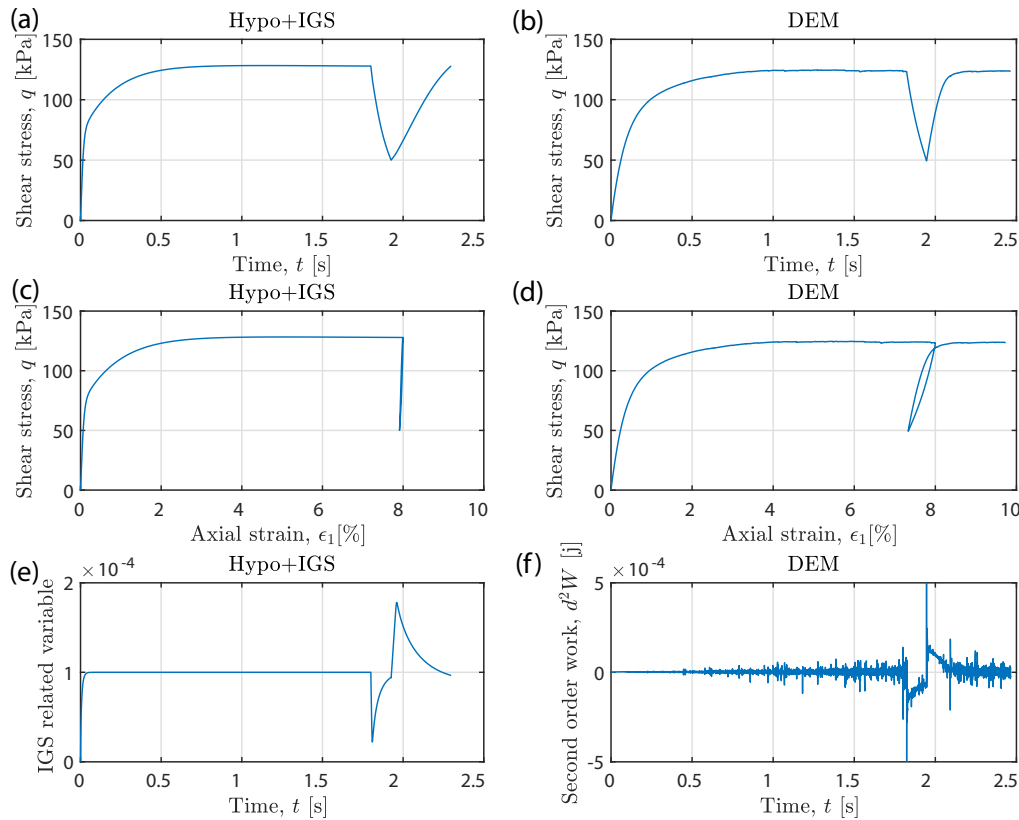 (a)
Hypo+IGS
Shear stress, q [kPa]
150
100
50
0
0 0.5 1 1.5 2 2.5
Time, t [s]
(b)
DEM
Shear stress, q [kPa]
150
100
50
0
0 0.5 1 1.5 2 2.5
Time, t [s]
(c)
Hypo+IGS
Shear stress, q [kPa]
150
100
50
0
0 2 4 6 8 10
Axial strain, ϵ₁[%]
(d)
DEM
Shear stress, q [kPa]
150
100
50
0
0 2 4 6 8 10
Axial strain, ϵ₁[%]
(e)
Hypo+IGS
×10⁻⁴
IGS related variable
2
1
0
0 0.5 1 1.5 2 2.5
Time, t [s]
(f)
DEM
×10⁻⁴
Second order work, d²W [j]
5
0
-5
0 0.5 1 1.5 2 2.5
Time, t [s]